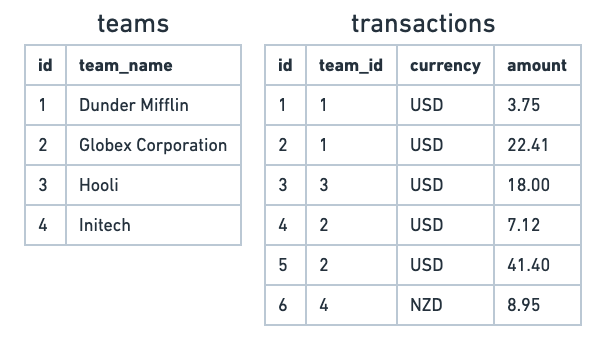 teams
id team_name
1 Dunder Mifflin
2 Globex Corporation
3 Hooli
4 Initech
transactions
id team_id currency amount
1 1 USD 3.75
2 1 USD 22.41
3 3 USD 18.00
4 2 USD 7.12
5 2 USD 41.40
6 4 NZD 8.95